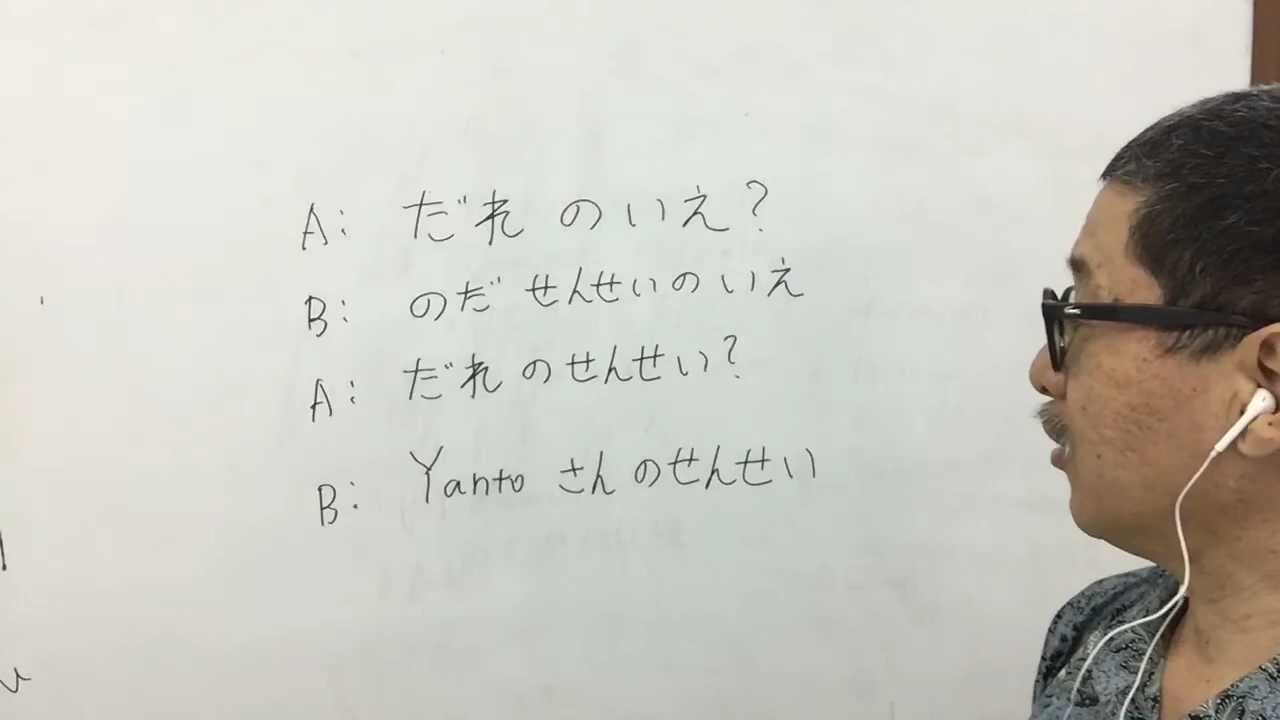 A: だれ のいえ?
B: のだ せんせいのいえ
A: だれ のせんせい?
B: Yanto さんのせんせい